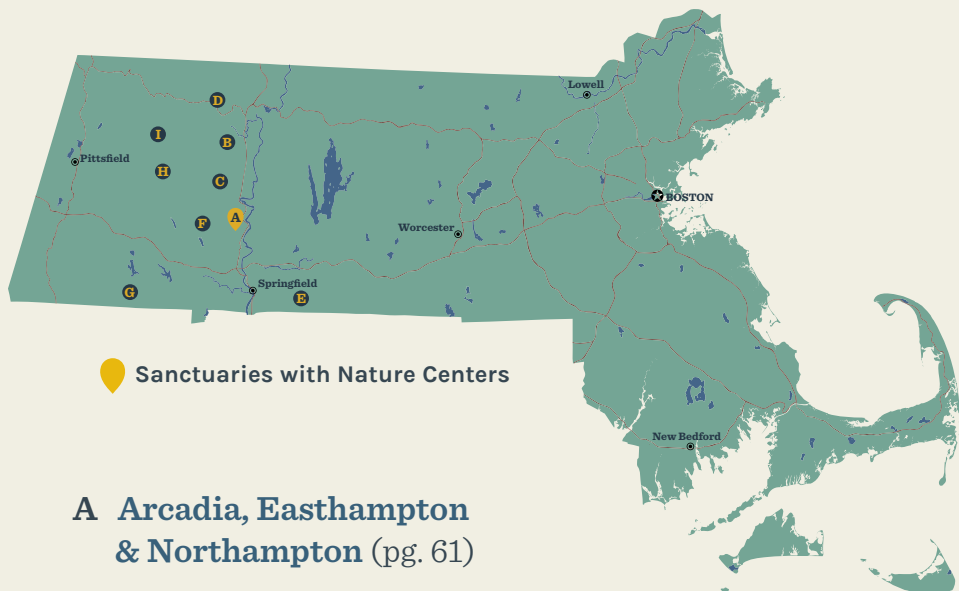 Lowell
D
I
B
Pittsfield
H
C
BOSTON
A
F
Worcester
Springfield
G
E
Sanctuaries with Nature Centers
New Bedford
A Arcadia, Easthampton
& Northampton (pg. 61)